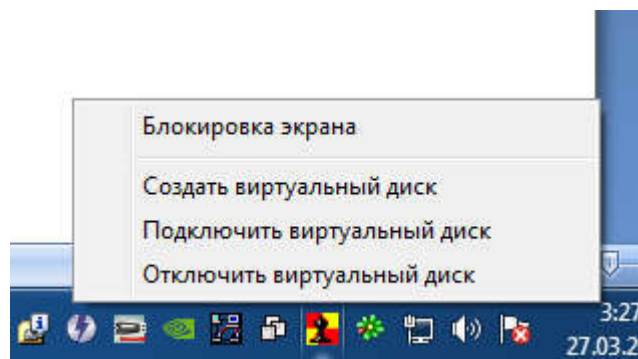 Блокировка экрана
Создать виртуальный диск
Подключить виртуальный диск
Отключить виртуальный диск
3:27
27.03.2